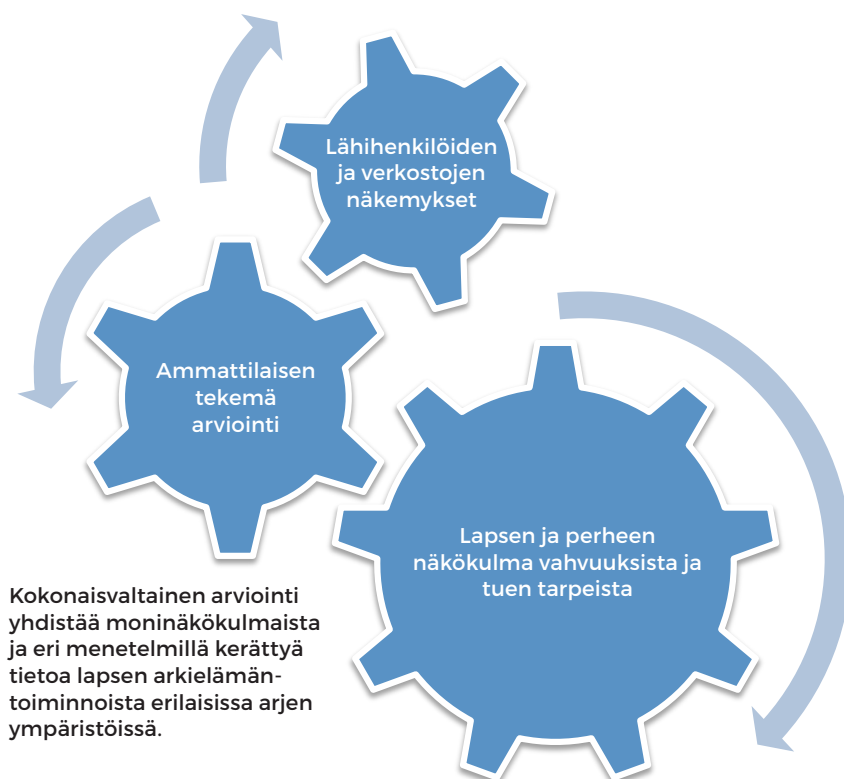 Lähihenkilöiden
ja verkostojen
näkemykset
Ammattilaisen
tekemä
arviointi
Lapsen ja perheen
näkökulma vahvuuksista ja
tuen tarpeista
Kokonaisvaltainen arviointi
yhdistää moninäkökulmaista
ja eri menetelmillä kerättyä
tietoa lapsen arkielämän-
toiminnoista erilaisissa arjen
ympäristöissä.